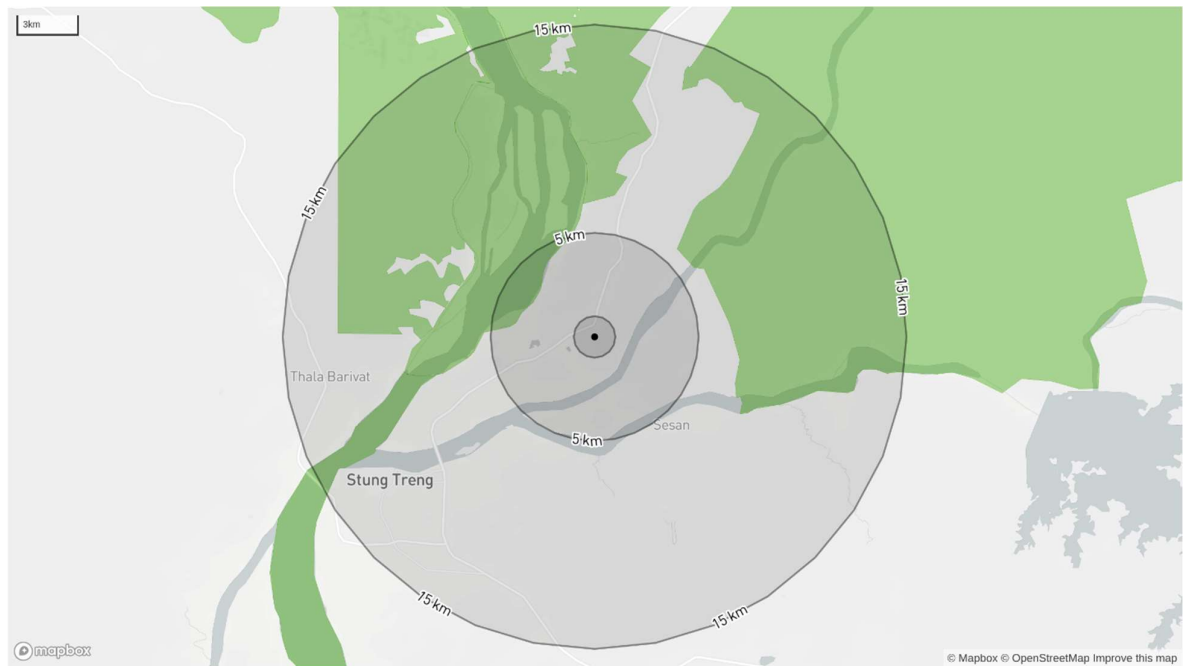 3km
15 km
15 km
5 km
15 km
Thala Barivat
Sesan
5 km
Stung Treng
15 km
15 km
mapbox
© Mapbox © OpenStreetMap Improve this map